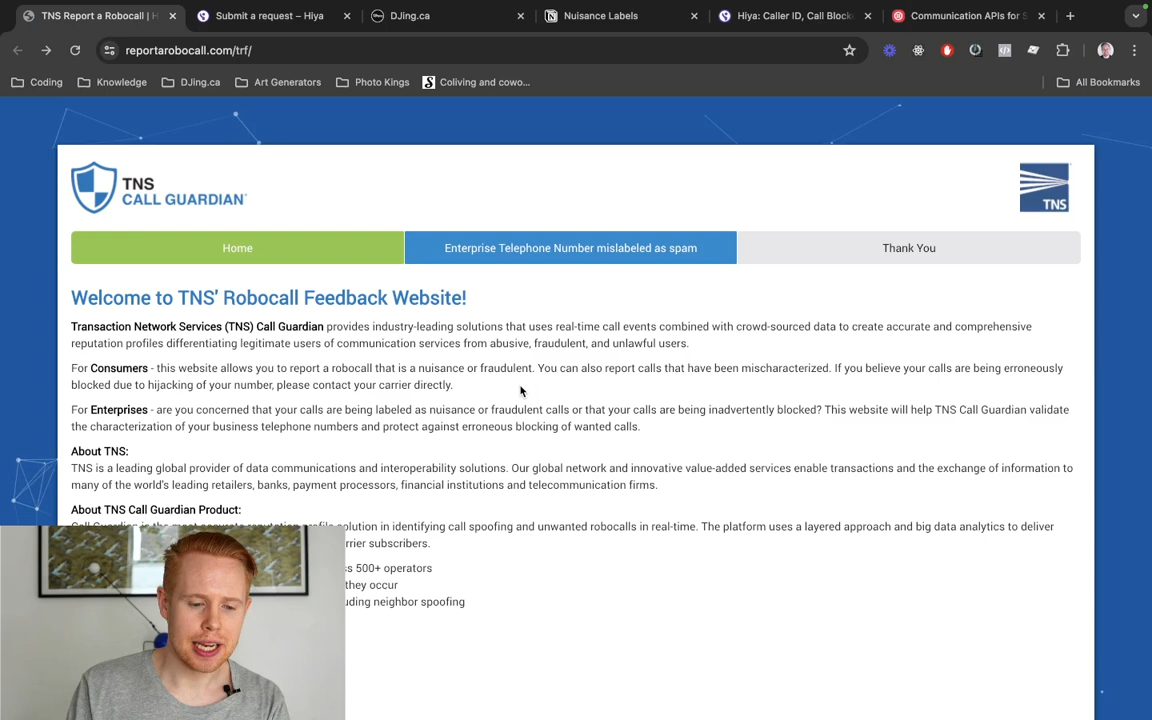 TNS Report a Robocall | H
Submit a request – Hiya
DJing.ca
Nuisance Labels
Hiya: Caller ID, Call Block
Communication APIs for S
reportarobocall.com/trf/
Coding
Knowledge
DJing.ca
Art Generators
Photo Kings
Coliving and cowo...
All Bookmarks
TNS
CALL GUARDIAN
TNS
Home
Enterprise Telephone Number mislabeled as spam
Thank You
Welcome to TNS' Robocall Feedback Website!
Transaction Network Services (TNS) Call Guardian provides industry-leading solutions that uses real-time call events combined with crowd-sourced data to create accurate and comprehensive
reputation profiles differentiating legitimate users of communication services from abusive, fraudulent, and unlawful users.
For Consumers - this website allows you to report a robocall that is a nuisance or fraudulent. You can also report calls that have been mischaracterized. If you believe your calls are being erroneously
blocked due to hijacking of your number, please contact your carrier directly.
For Enterprises - are you concerned that your calls are being labeled as nuisance or fraudulent calls or that your calls are being inadvertently blocked? This website will help TNS Call Guardian validate
the characterization of your business telephone numbers and protect against erroneous blocking of wanted calls.
About TNS:
TNS is a leading global provider of data communications and interoperability solutions. Our global network and innovative value-added services enable transactions and the exchange of information to
many of the world's leading retailers, banks, payment processors, financial institutions and telecommunication firms.
About TNS Call Guardian Product:
Call Guardian is the most accurate reputation profile solution in identifying call spoofing and unwanted robocalls in real-time. The platform uses a layered approach and big data analytics to deliver
rrier subscribers.
ss 500+ operators
they occur
uding neighbor spoofing